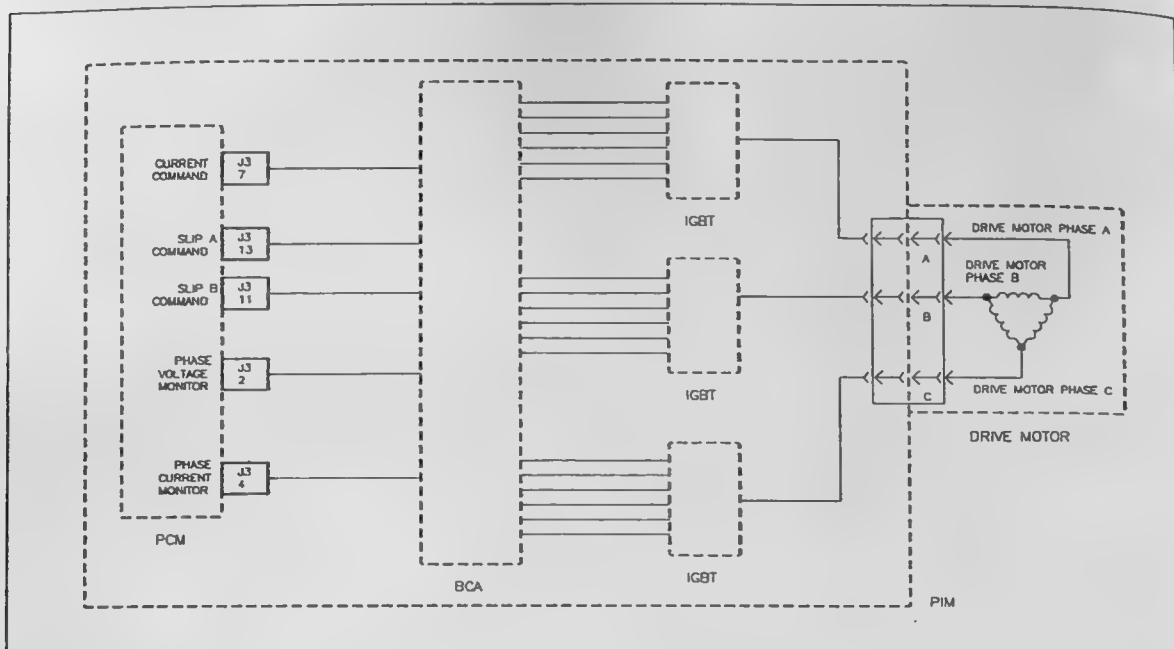 CURRENT
COMMAND
J3
7
SLIP A
COMMAND
J3
13
SLIP B
COMMAND
J3
11
PHASE
VOLTAGE
MONITOR
J3
2
PHASE
CURRENT
MONITOR
J3
4
PCM
BCA
IGBT
IGBT
IGBT
DRIVE MOTOR PHASE A
A
DRIVE MOTOR
PHASE B
B
DRIVE MOTOR PHASE C
C
DRIVE MOTOR
PIM